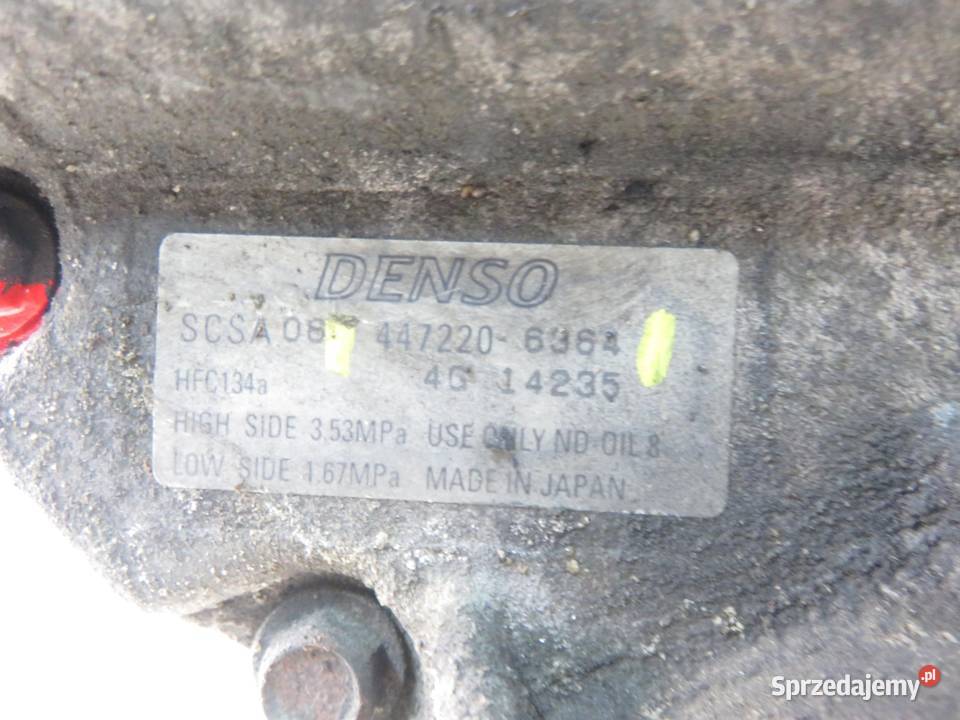 DENSO
SCSA 447220-6364
HFC134a 4G 14235
HIGH SIDE 3.53MPa USE ONLY ND-OIL 8
LOW SIDE 1.67MPa MADE IN JAPAN
Sprzedajemy.pl